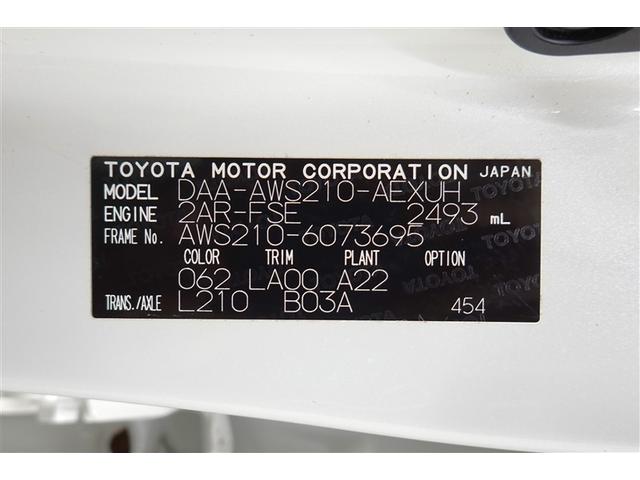 TOYOTA MOTOR CORPORATION JAPAN
MODEL DAA-AWS210-AEXUH
ENGINE 2AR-FSE 2493 mL
FRAME No. AWS210-6073695
COLOR TRIM PLANT OPTION
062 LA00 A22
TRANS./AXLE L210 B03A 454